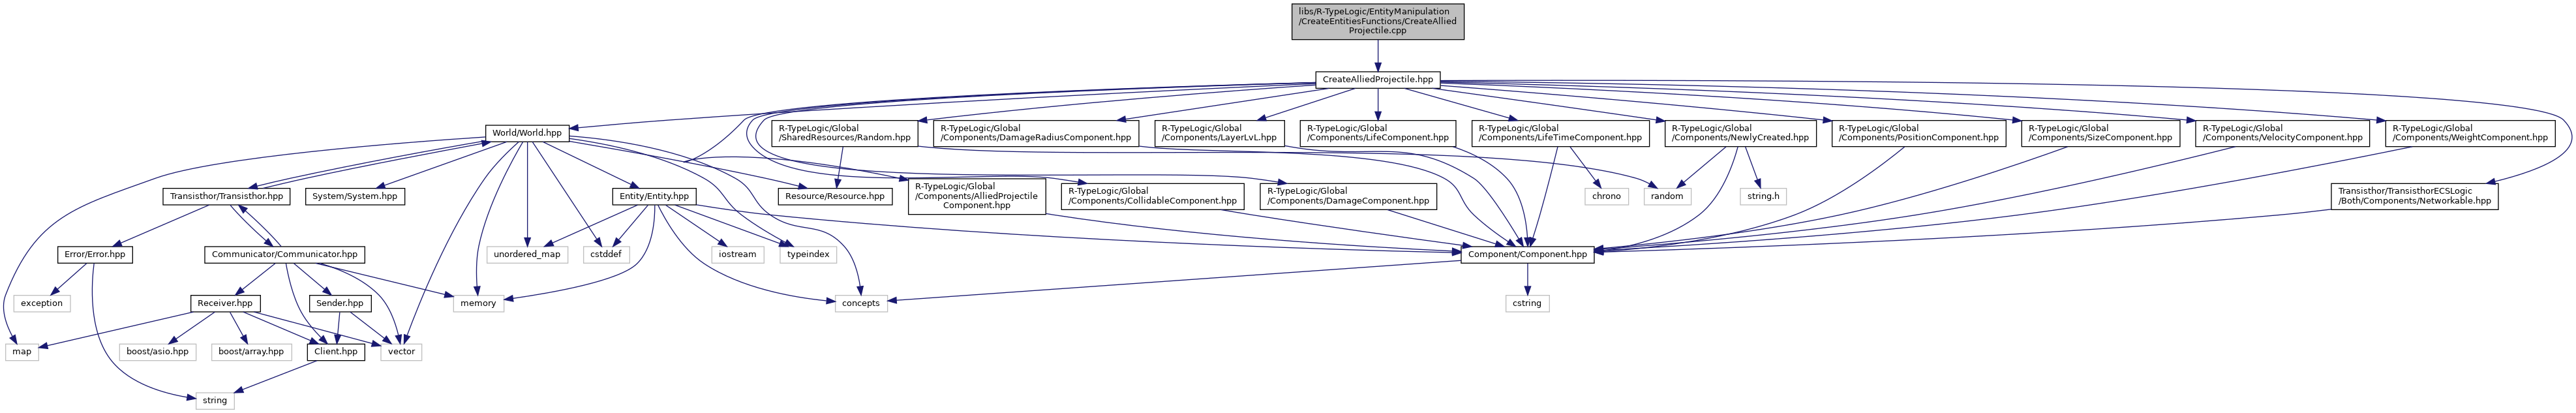 libs/R-TypeLogic/EntityManipulation
/CreateEntitiesFunctions/CreateAllied
Projectile.cpp
CreateAlliedProjectile.hpp
World/World.hpp
R-TypeLogic/Global
/SharedResources/Random.hpp
R-TypeLogic/Global
/Components/DamageRadiusComponent.hpp
R-TypeLogic/Global
/Components/LayerLvL.hpp
R-TypeLogic/Global
/Components/LifeComponent.hpp
R-TypeLogic/Global
/Components/LifeTimeComponent.hpp
R-TypeLogic/Global
/Components/NewlyCreated.hpp
R-TypeLogic/Global
/Components/PositionComponent.hpp
R-TypeLogic/Global
/Components/SizeComponent.hpp
R-TypeLogic/Global
/Components/VelocityComponent.hpp
R-TypeLogic/Global
/Components/WeightComponent.hpp
Transisthor/Transisthor.hpp
System/System.hpp
Entity/Entity.hpp
Resource/Resource.hpp
R-TypeLogic/Global
/Components/AlliedProjectile
Component.hpp
R-TypeLogic/Global
/Components/CollidableComponent.hpp
R-TypeLogic/Global
/Components/DamageComponent.hpp
chrono
random
string.h
Transisthor/TransisthorECSLogic
/Both/Components/Networkable.hpp
Error/Error.hpp
Communicator/Communicator.hpp
unordered_map
cstddef
iostream
typeindex
Component/Component.hpp
exception
Receiver.hpp
Sender.hpp
memory
concepts
cstring
map
boost/asio.hpp
boost/array.hpp
Client.hpp
vector
string